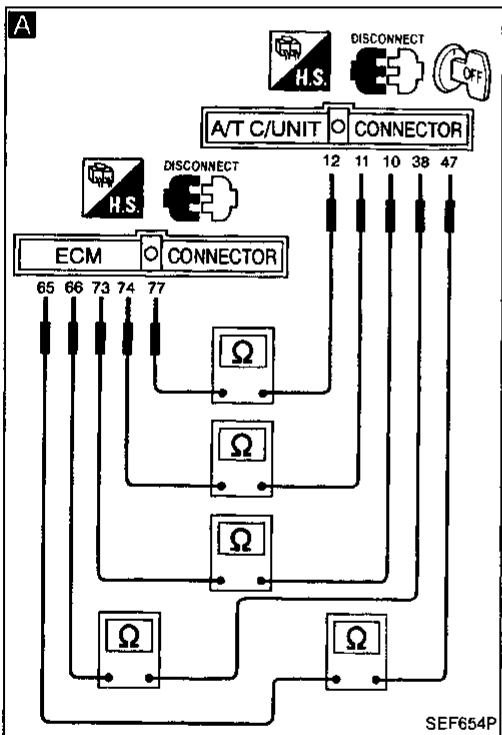 A
DISCONNECT
H.S.
OFF
A/T C/UNIT CONNECTOR
12 11 10 38 47
DISCONNECT
H.S.
ECM CONNECTOR
65 66 73 74 77
Ω
Ω
Ω
Ω Ω
SEF654P